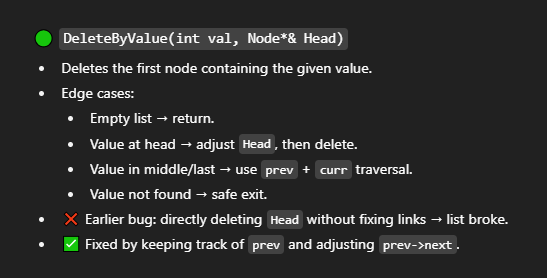 🟢 DeleteByValue(int val, Node*& Head)
• Deletes the first node containing the given value.
• Edge cases:
• Empty list → return.
• Value at head → adjust Head, then delete.
• Value in middle/last → use prev + curr traversal.
• Value not found → safe exit.
• ❌ Earlier bug: directly deleting Head without fixing links → list broke.
• ✅ Fixed by keeping track of prev and adjusting prev->next.